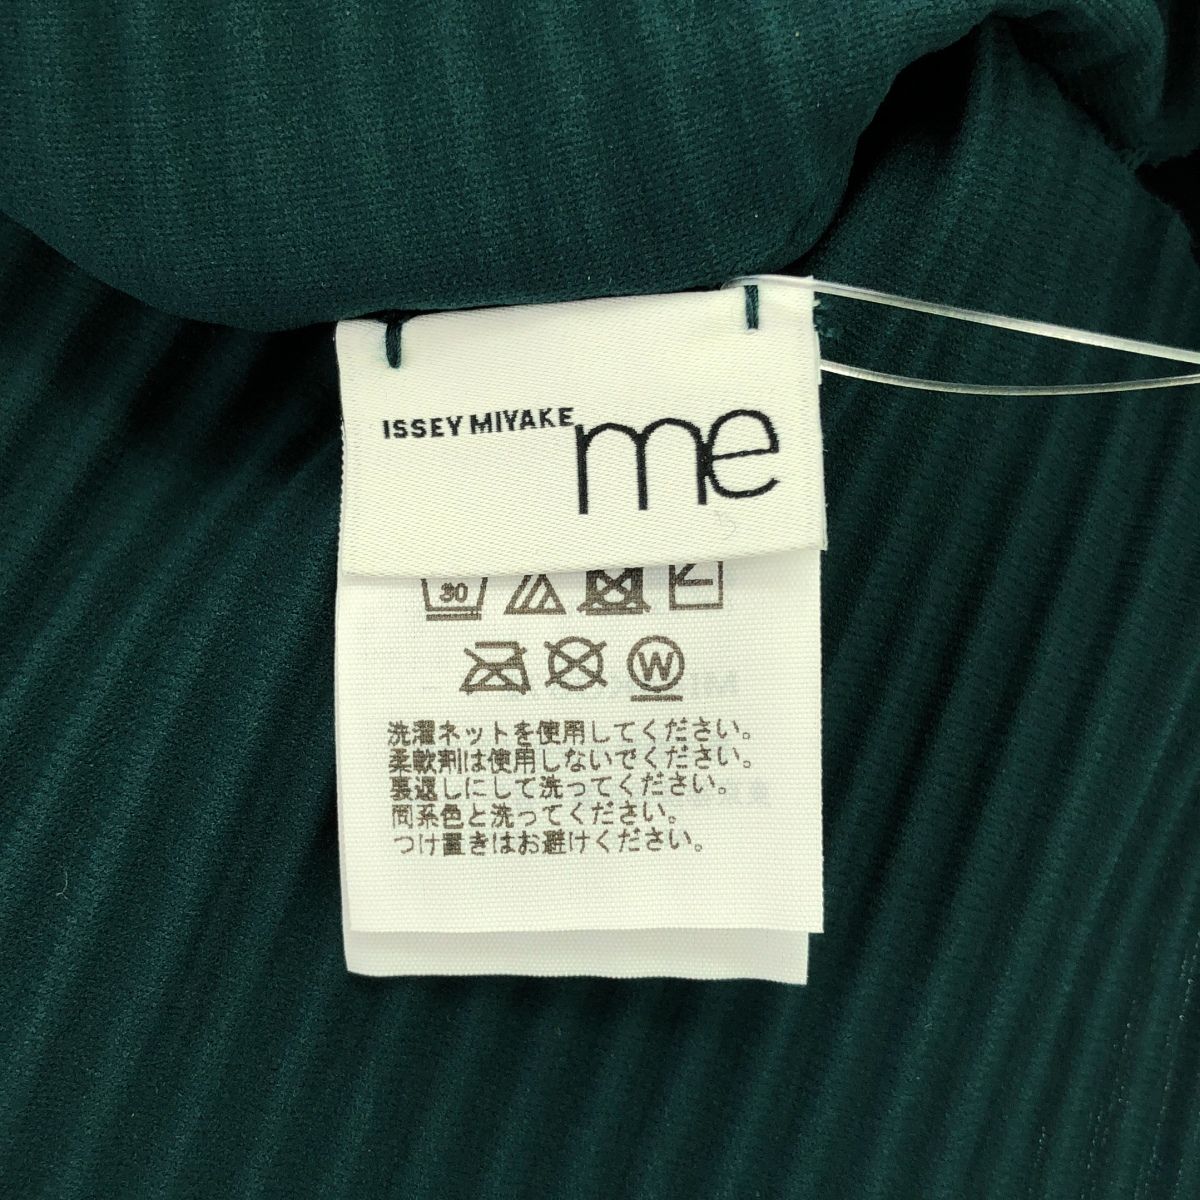 ISSEY MIYAKE me
30
W
洗濯ネットを使用してください。
柔軟剤は使用しないでください。
裏返しにして洗ってください。
同系色と洗ってください。
つけ置きはお避けください。